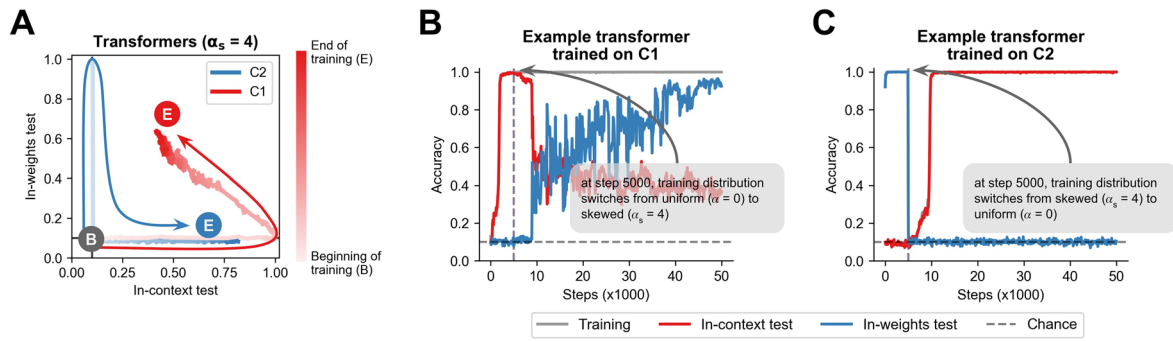 A
Transformers (αs = 4)
In-weights test
1.0
0.8
0.6
0.4
0.2
0.0
0.00
0.25
0.50
0.75
1.00
In-context test
C2
C1
E
E
B
End of
training (E)
Beginning of
training (B)
B
Example transformer
trained on C1
Accuracy
1.0
0.8
0.6
0.4
0.2
0.0
0
10
20
30
40
50
Steps (x1000)
at step 5000, training distribution
switches from uniform (α = 0) to
skewed (αs = 4)
C
Example transformer
trained on C2
Accuracy
1.0
0.8
0.6
0.4
0.2
0.0
0
10
20
30
40
50
Steps (x1000)
at step 5000, training distribution
switches from skewed (αs = 4) to
uniform (α = 0)
Training
In-context test
In-weights test
Chance